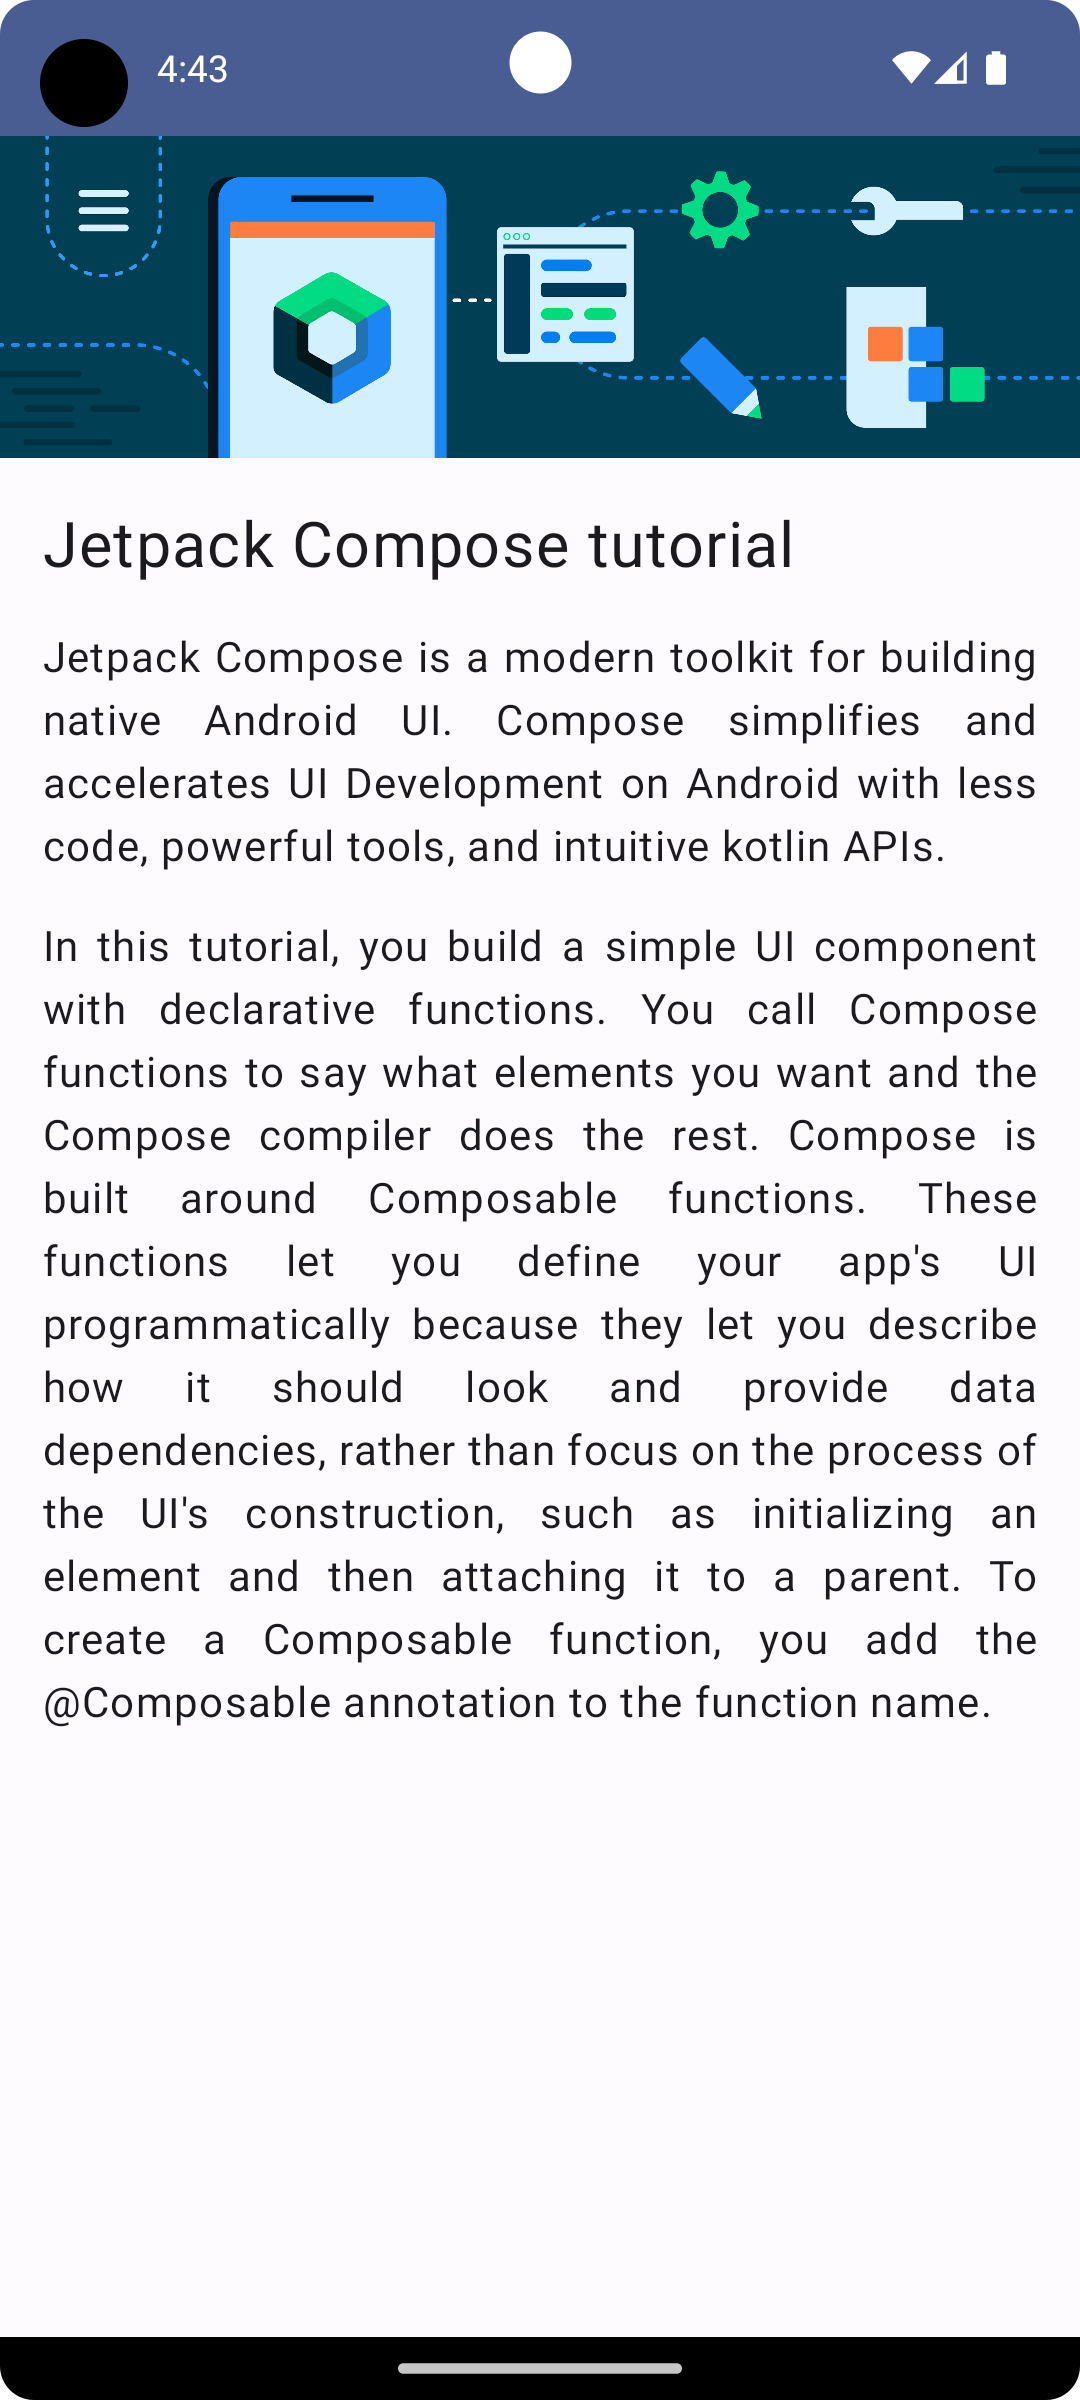 4:43
Jetpack Compose tutorial
Jetpack Compose is a modern toolkit for building
native Android UI. Compose simplifies and
accelerates UI Development on Android with less
code, powerful tools, and intuitive kotlin APIs.
In this tutorial, you build a simple UI component
with declarative functions. You call Compose
functions to say what elements you want and the
Compose compiler does the rest. Compose is
built around Composable functions. These
functions let you define your app's UI
programmatically because they let you describe
how it should look and provide data
dependencies, rather than focus on the process of
the UI's construction, such as initializing an
element and then attaching it to a parent. To
create a Composable function, you add the
@Composable annotation to the function name.